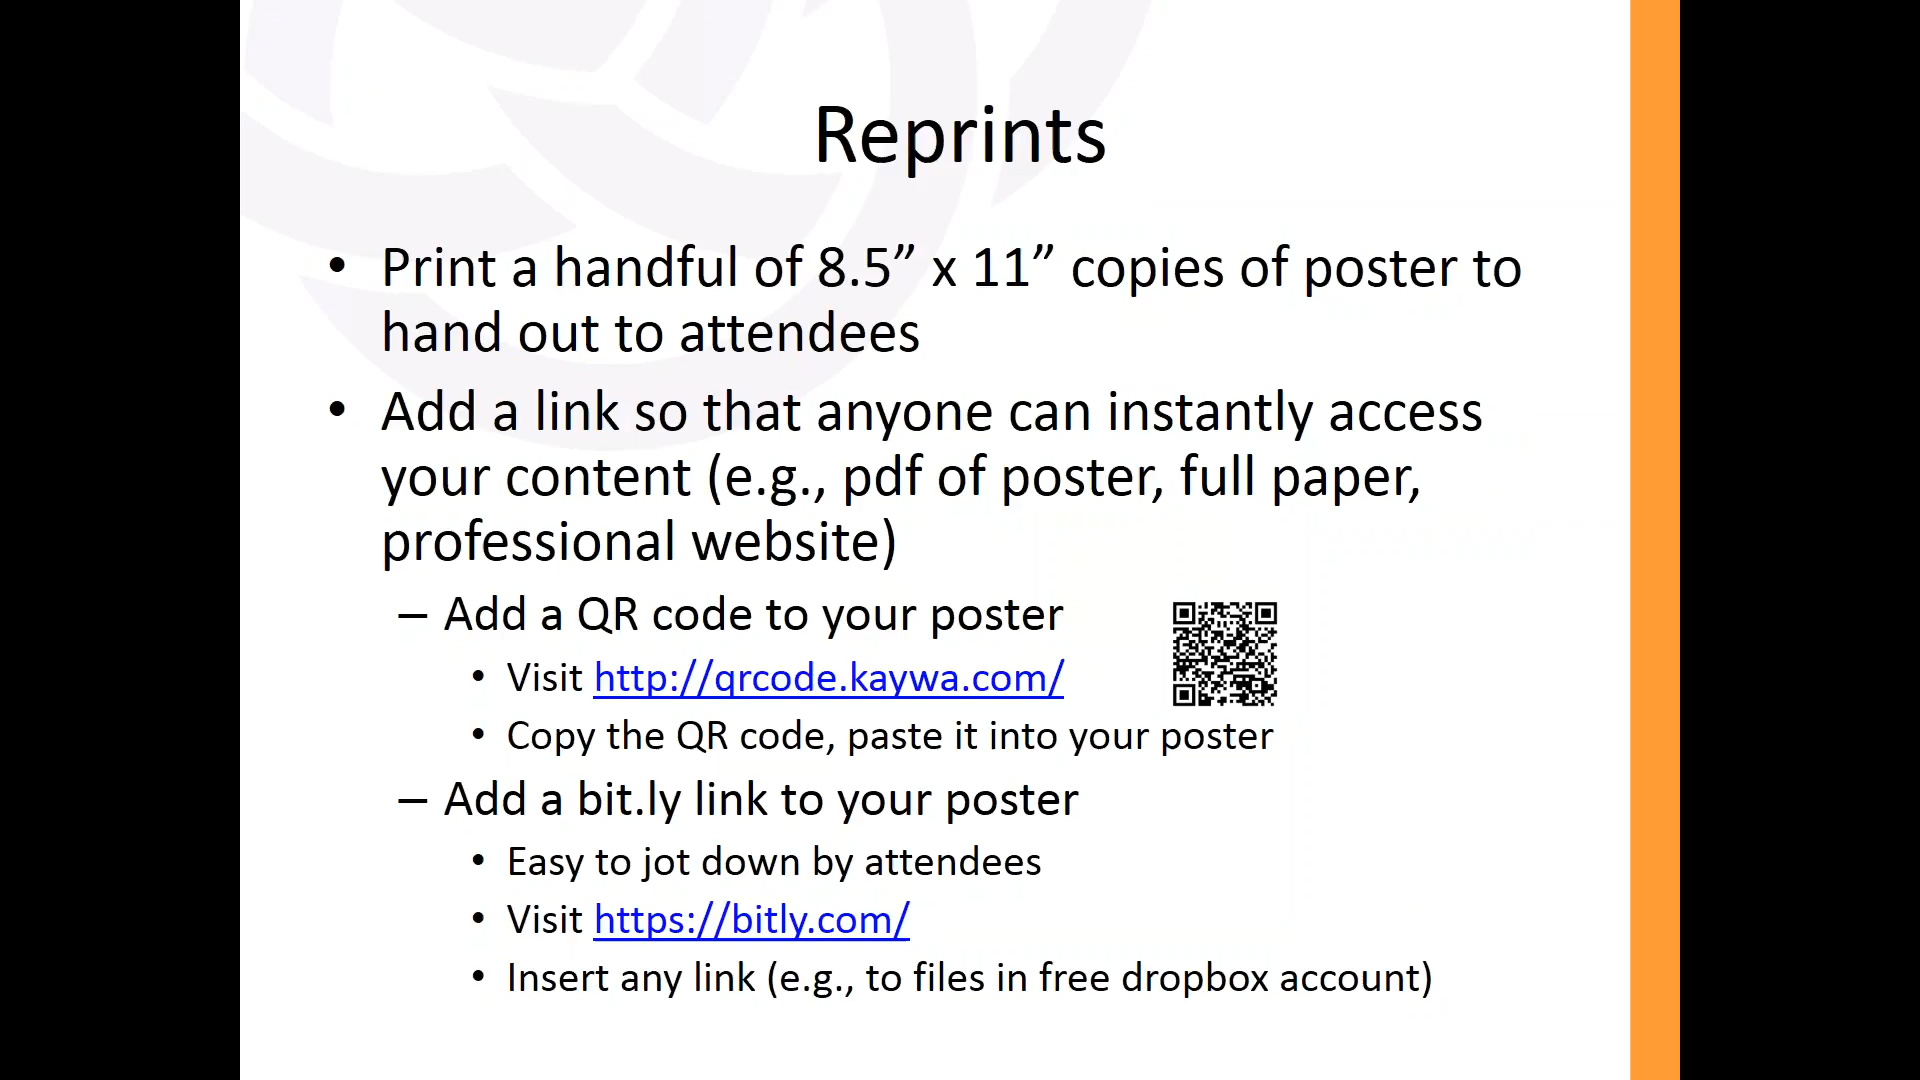 Reprints
• Print a handful of 8.5” x 11” copies of poster to
hand out to attendees
• Add a link so that anyone can instantly access
your content (e.g., pdf of poster, full paper,
professional website)
– Add a QR code to your poster
• Visit http://qrcode.kaywa.com/
• Copy the QR code, paste it into your poster
– Add a bit.ly link to your poster
• Easy to jot down by attendees
• Visit https://bitly.com/
• Insert any link (e.g., to files in free dropbox account)